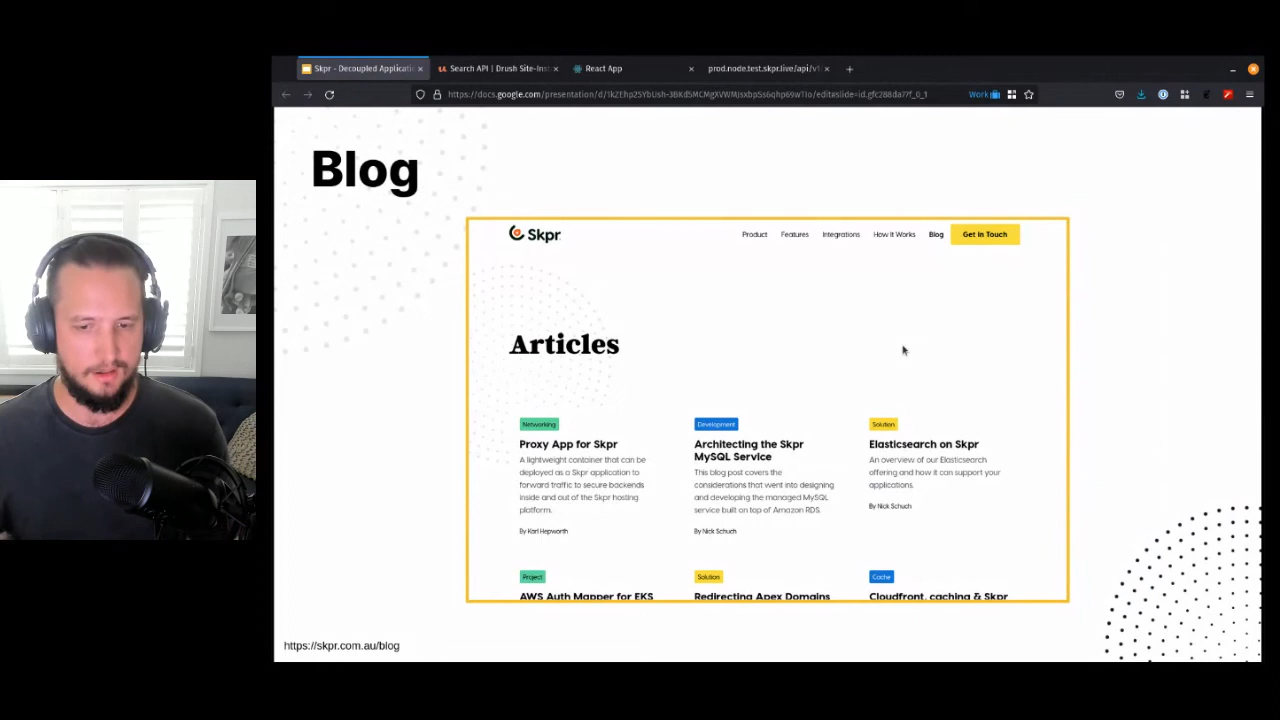 Skpr - Decoupled Applicati
Search API | Drush Site-Inst
React App
prod.node.test.skpr.live/api/v1
Work
Blog
Skpr
Product
Features
Integrations
How It Works
Blog
Get In Touch
Articles
Networking
Proxy App for Skpr
A lightweight container that can be
deployed as a Skpr application to
forward traffic to secure backends
inside and out of the Skpr hosting
platform.
By Karl Hepworth
Development
Architecting the Skpr
MySQL Service
This blog post covers the
considerations that went into designing
and developing the managed MySQL
service built on top of Amazon RDS.
By Nick Schuch
Solution
Elasticsearch on Skpr
An overview of our Elasticsearch
offering and how it can support your
applications.
By Nick Schuch
Project
AWS Auth Mapper for EKS
Solution
Redirecting Apex Domains
Cache
Cloudfront, caching & Skpr
https://skpr.com.au/blog